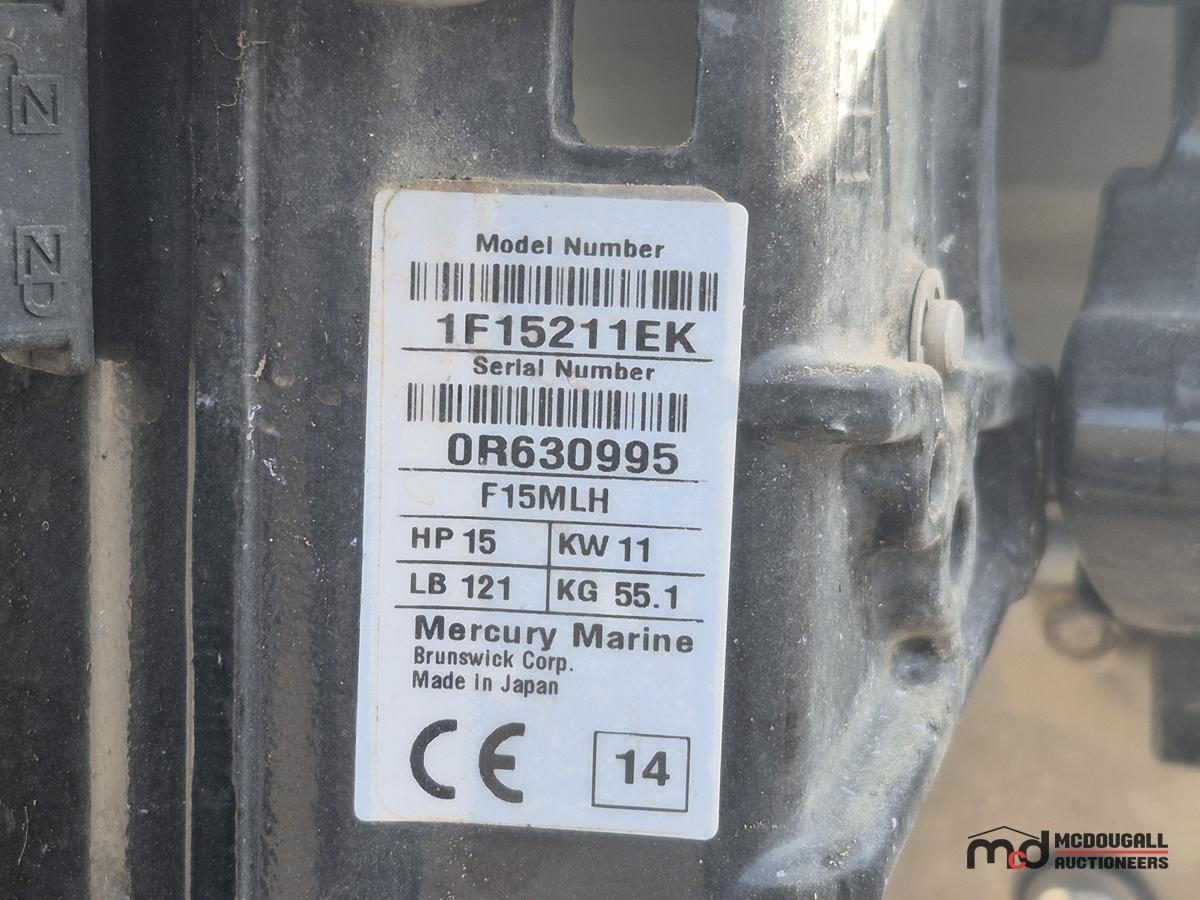 N
N
Model Number
1F15211EK
Serial Number
0R630995
F15MLH
HP 15 KW 11
LB 121 KG 55.1
Mercury Marine
Brunswick Corp.
Made in Japan
CE 14
mcd MCDOUGALL
AUCTIONEERS